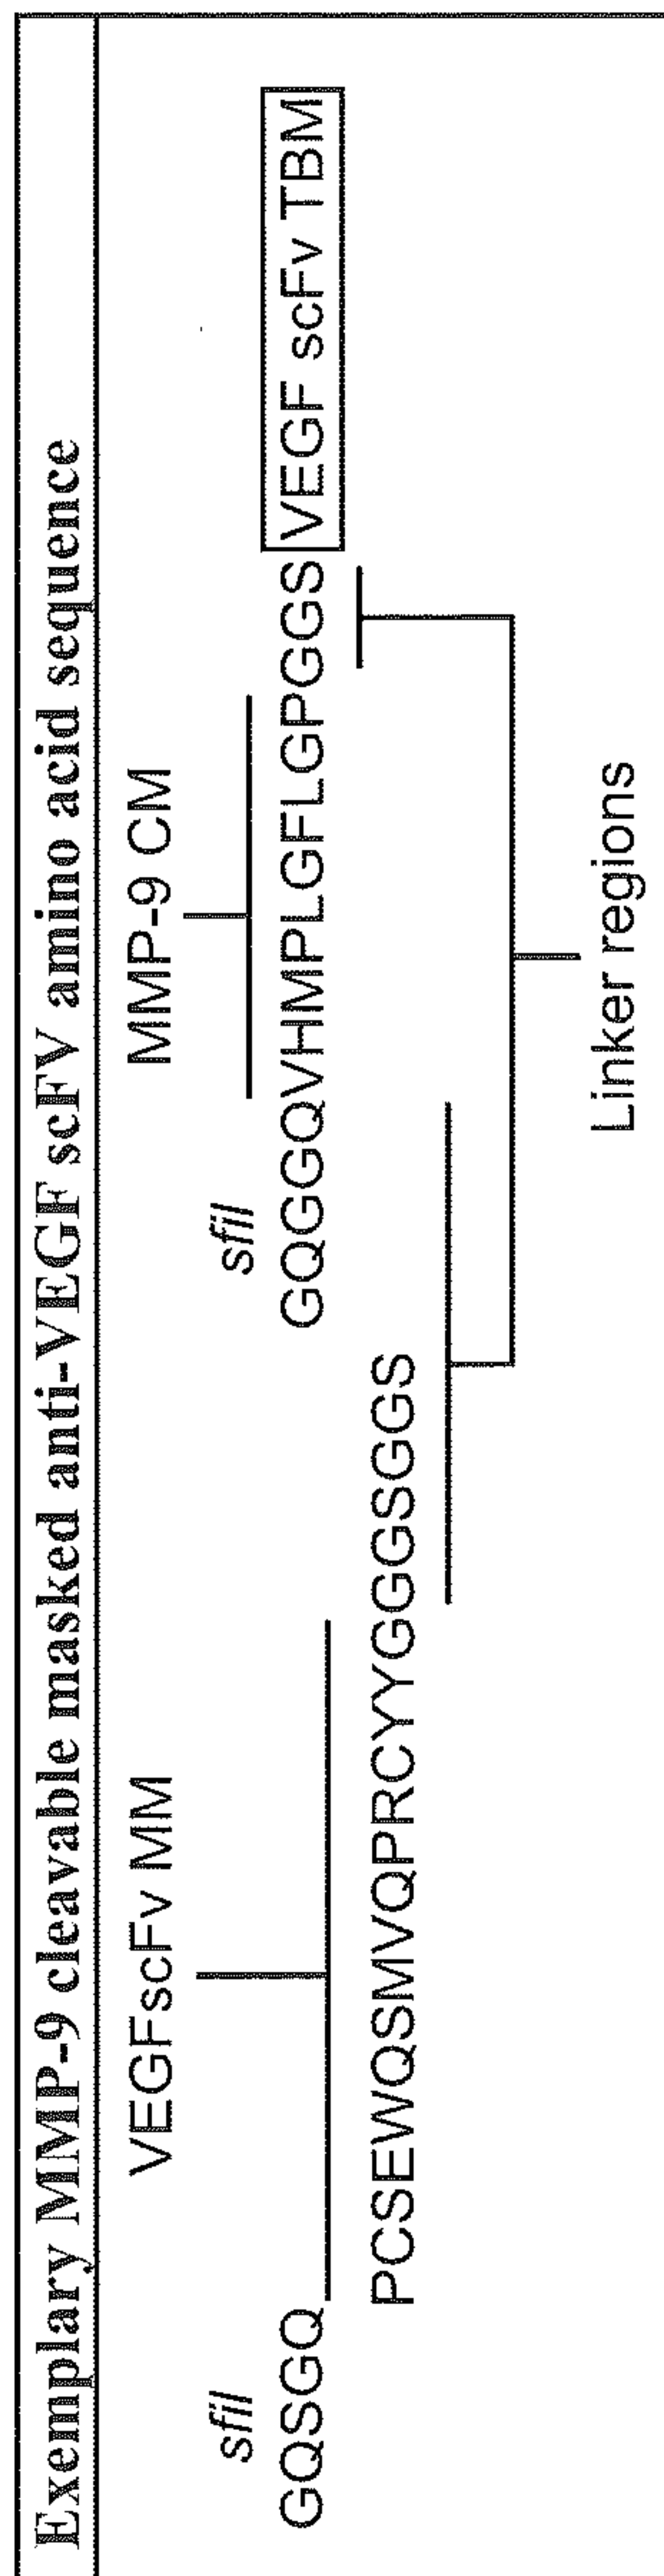 Exemplary MMP-9 cleavable masked anti-VEGF scFV amino acid sequence
VEGFscFv MM
MMP-9 CM
sfiI
sfiI
GQSGQ
GQGGQVHMPLGFLGPGGS
VEGF scFv TBM
PCSEWQSMVQPRCYYGGGSGGS
Linker regions